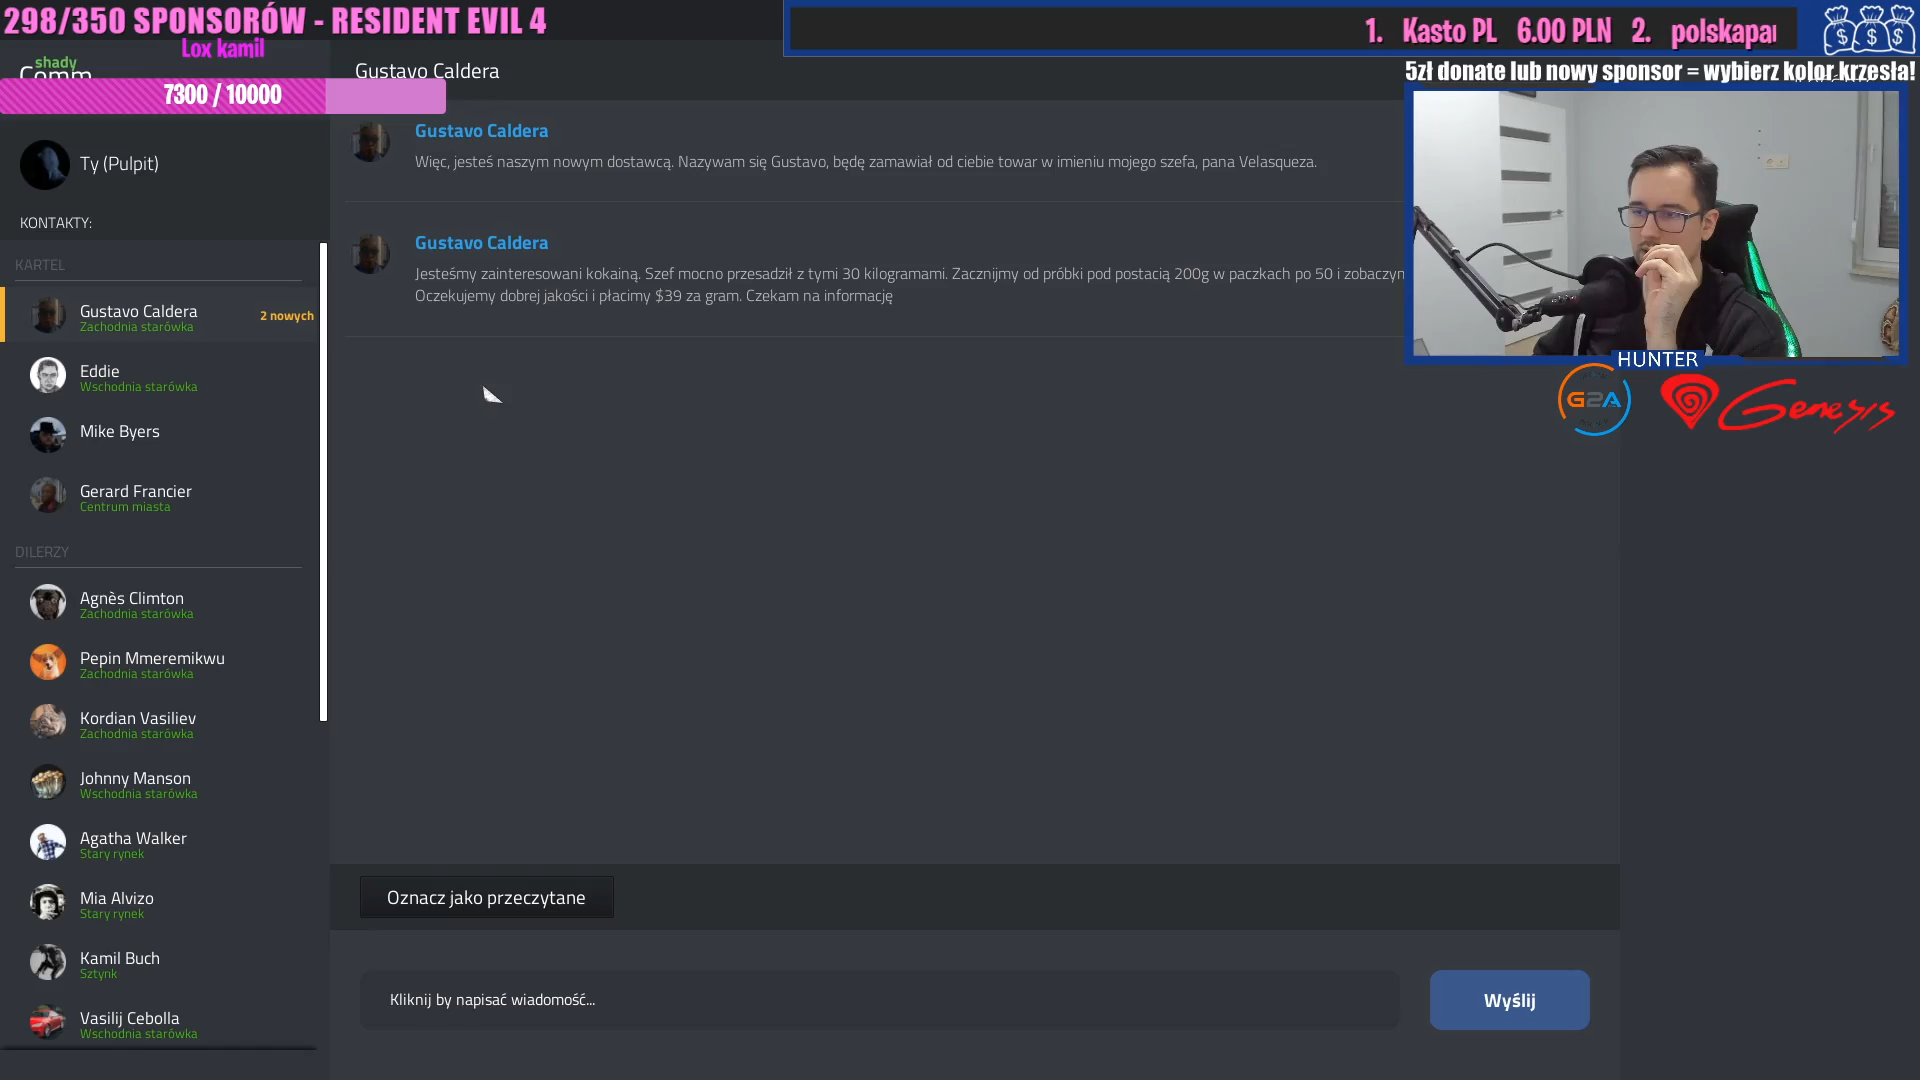 298/350 SPONSORÓW - RESIDENT EVIL 4
Lox kamil
1. Kasto PL 6.00 PLN 2.
5zł donate lub nowy sponsor = wybierz kolor krzesła!
shady
Comm
7300 / 10000
Gustavo Caldera
Ty (Pulpit)
KONTAKTY:
KARTEL
Gustavo Caldera
Zachodnia starówka
2 nowych
Eddie
Wschodnia starówka
Mike Byers
Gerard Francier
Centrum miasta
DILERZY
Agnès Climton
Zachodnia starówka
Pepin Mmeremikwu
Zachodnia starówka
Kordian Vasiliev
Zachodnia starówka
Johnny Manson
Wschodnia starówka
Agatha Walker
Stary rynek
Mia Alvizo
Stary rynek
Kamil Buch
Sztynk
Vasilij Cebolla
Wschodnia starówka
Gustavo Caldera
Więc, jesteś naszym nowym dostawcą. Nazywam się Gustavo, będę zamawiał od ciebie towar w imieniu mojego szefa, pana Velasqueza.
Gustavo Caldera
Jesteśmy zainteresowani kokainą. Szef mocno przesadził z tymi 30 kilogramami. Zacznijmy od próbki pod postacią 200g w paczkach po 50 i zobaczym
Oczekujemy dobrej jakości i płacimy $39 za gram. Czekam na informację
HUNTER
G2A
Genesis
Oznacz jako przeczytane
Kliknij by napisać wiadomość...
Wyślij